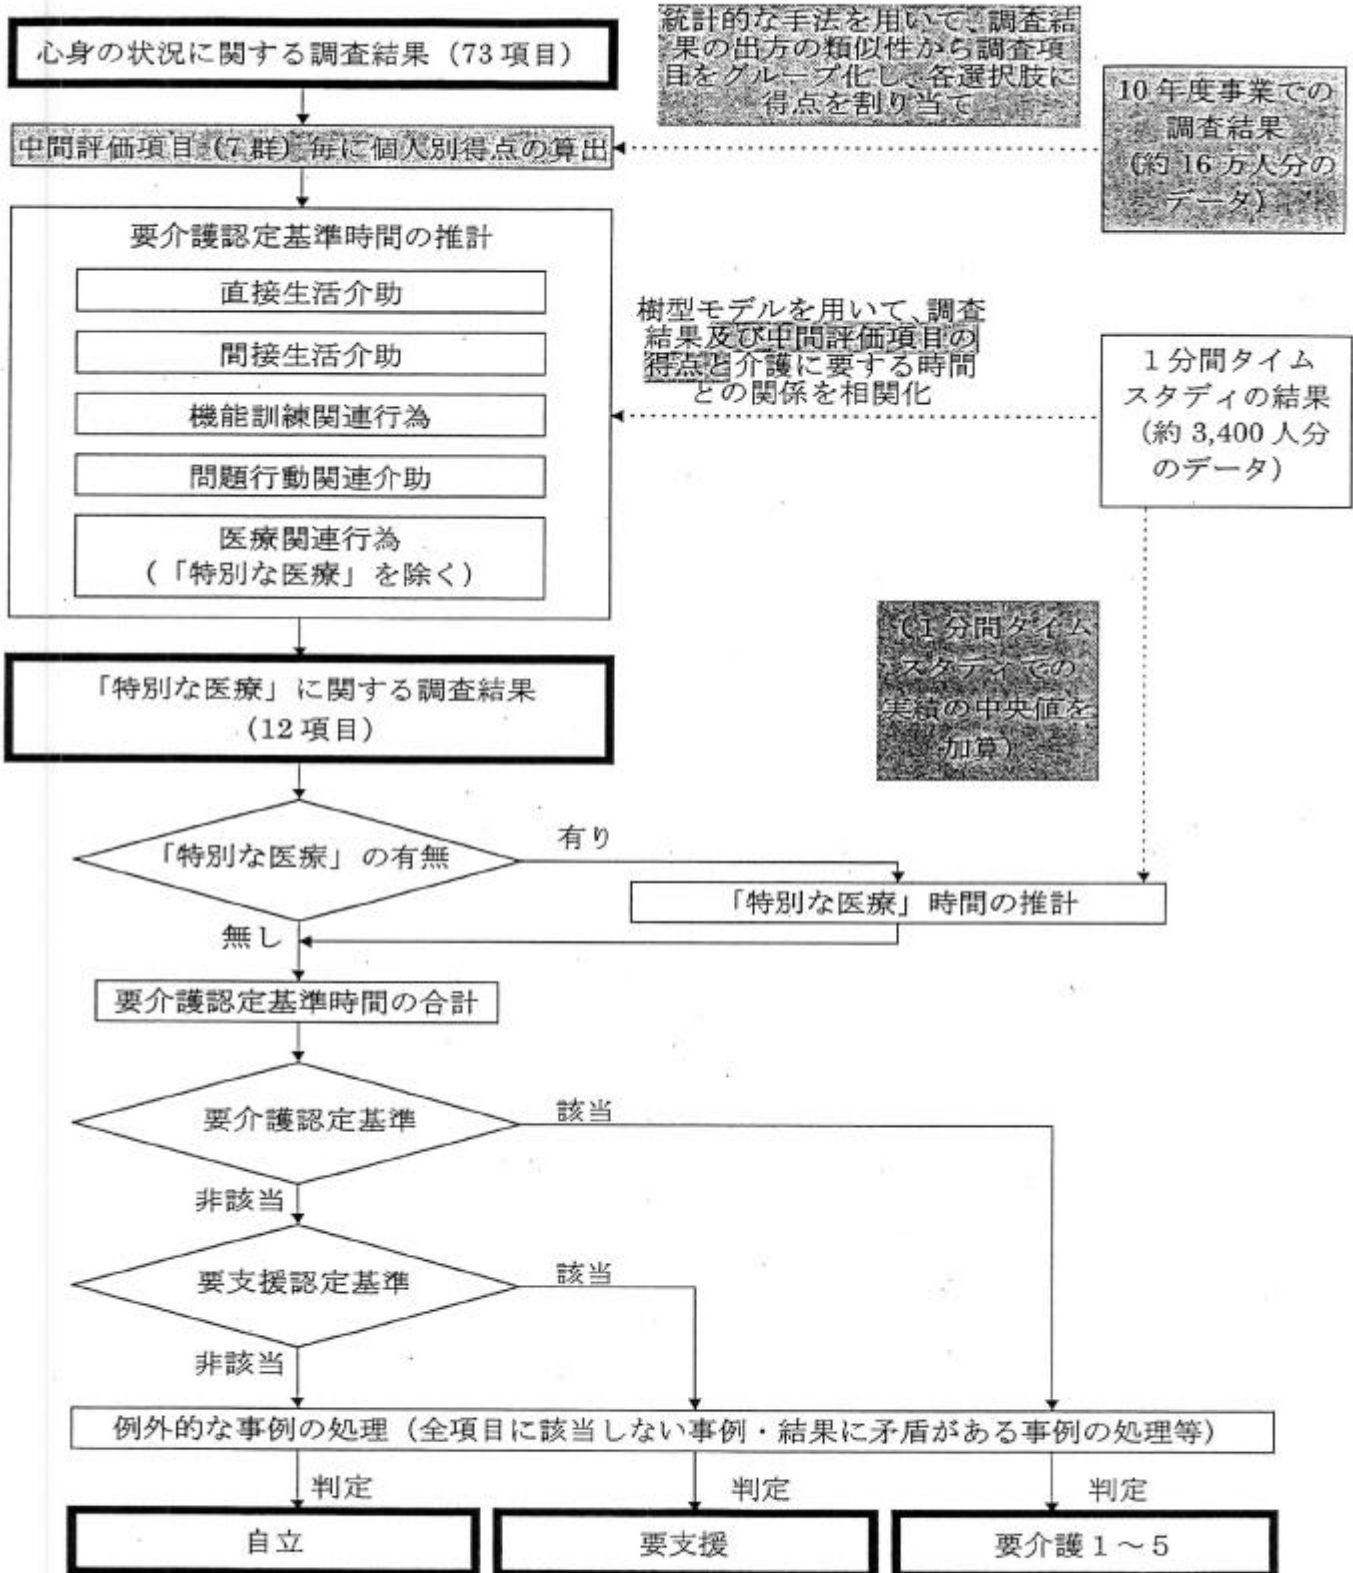 心身の状況に関する調査結果（73項目）
統計的な手法を用いて、調査結
果の出方の類似性から調査項
目をグループ化し、各選択肢に
得点を割り当て
10年度事業での
調査結果
（約16万人分の
データ）
中間評価項目（7群）毎に個人別得点の算出
要介護認定基準時間の推計
直接生活介助
間接生活介助
機能訓練関連行為
問題行動関連介助
医療関連行為
（「特別な医療」を除く）
樹型モデルを用いて、調査
結果及び中間評価項目の
得点と介護に要する時間
との関係を相関化
1分間タイム
スタディの結果
（約3,400人分
のデータ）
（1分間タイム
スタディでの
実績の中央値を
加算）
「特別な医療」に関する調査結果
（12項目）
「特別な医療」の有無
有り
「特別な医療」時間の推計
無し
要介護認定基準時間の合計
要介護認定基準
該当
非該当
要支援認定基準
該当
非該当
例外的な事例の処理（全項目に該当しない事例・結果に矛盾がある事例の処理等）
判定
判定
判定
自立
要支援
要介護1～5